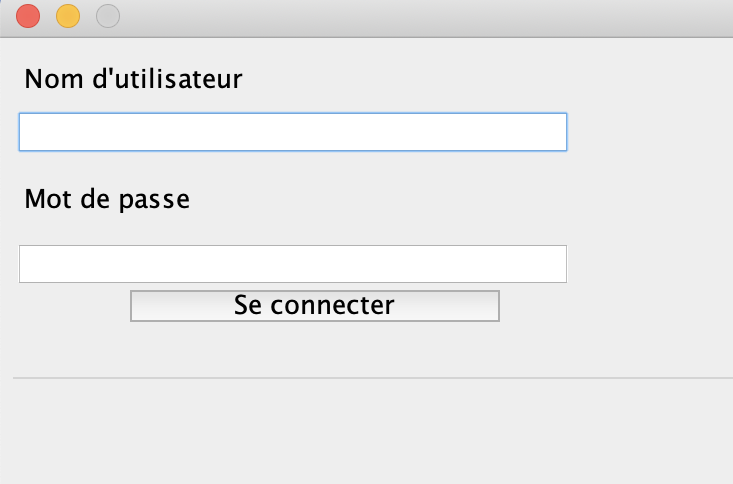 Nom d'utilisateur
Mot de passe
Se connecter